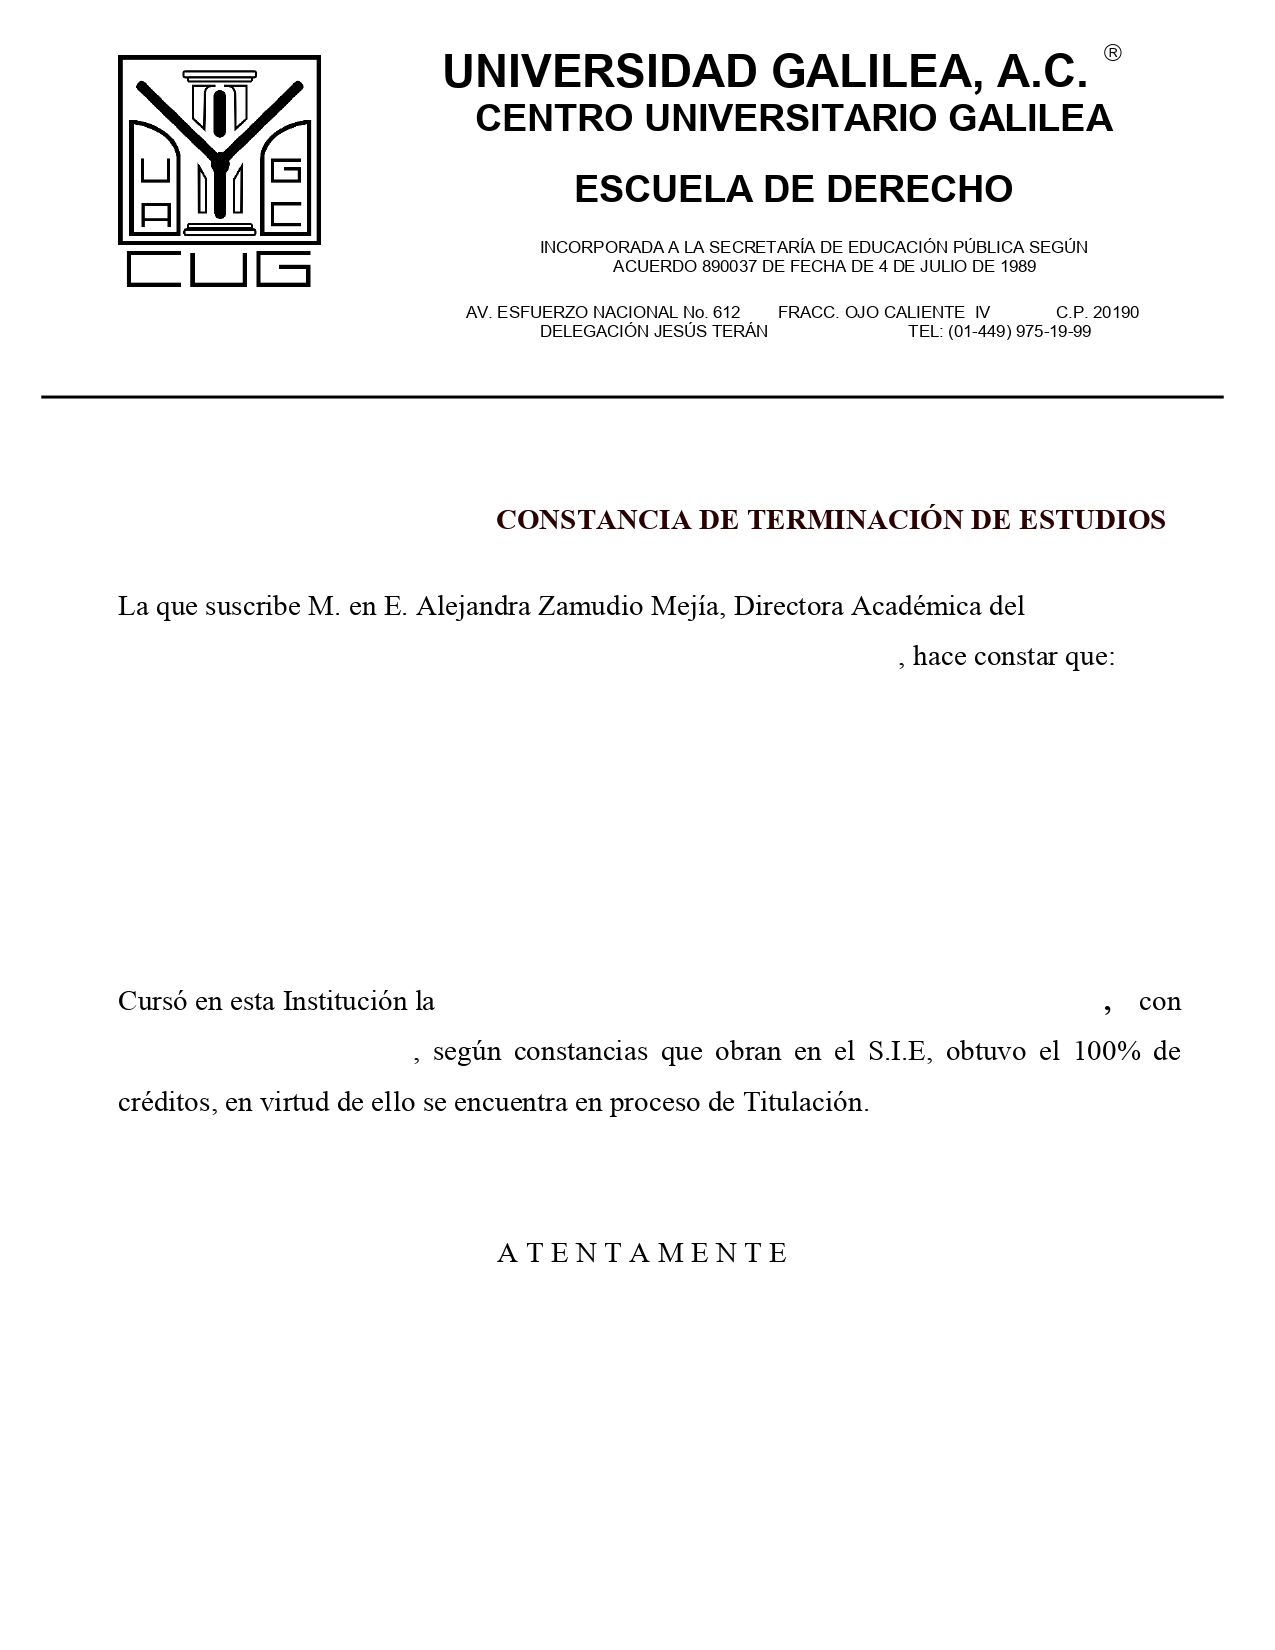 UNIVERSIDAD GALILEA, A.C. ®
CENTRO UNIVERSITARIO GALILEA
ESCUELA DE DERECHO
INCORPORADA A LA SECRETARÍA DE EDUCACIÓN PÚBLICA SEGÚN
ACUERDO 890037 DE FECHA DE 4 DE JULIO DE 1989
AV. ESFUERZO NACIONAL No. 612 FRACC. OJO CALIENTE IV C.P. 20190
DELEGACIÓN JESÚS TERÁN TEL: (01-449) 975-19-99
U G
A C
CUG
CONSTANCIA DE TERMINACIÓN DE ESTUDIOS
La que suscribe M. en E. Alejandra Zamudio Mejía, Directora Académica del
, hace constar que:
Cursó en esta Institución la , con
, según constancias que obran en el S.I.E, obtuvo el 100% de
créditos, en virtud de ello se encuentra en proceso de Titulación.
A T E N T A M E N T E